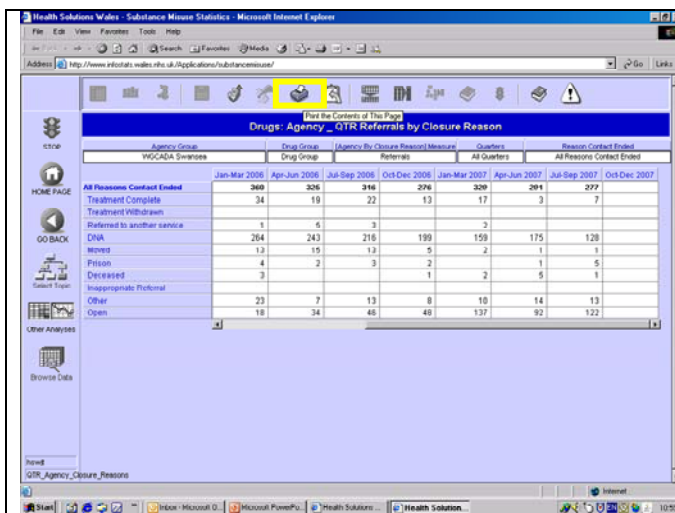 Health Solutions Wales - Substance Misuse Statistics - Microsoft Internet Explorer
File Edit View Favorites Tools Help
Search Favorites Media
Address http://www.infostats.wales.nhs.uk/Applications/substancemisuse/ Go Links
Print the Contents of This Page
Drugs: Agency _ QTR Referrals by Closure Reason
STOP
HOME PAGE
GO BACK
Select Topic
Other Analyses
Browse Data
Agency Group Drug Group [Agency By Closure Reason] Measure Quarters Reason Contact Ended
WGCADA Swansea Drug Group Referrals All Quarters All Reasons Contact Ended
Jan-Mar 2006 Apr-Jun 2006 Jul-Sep 2006 Oct-Dec 2006 Jan-Mar 2007 Apr-Jun 2007 Jul-Sep 2007 Oct-Dec 2007
All Reasons Contact Ended 360 326 316 276 329 291 277
Treatment Complete 34 19 22 13 17 3 7
Treatment Withdrawn
Referred to another service 1 5 3 2
DNA 264 243 216 199 159 175 128
Moved 13 15 13 5 2 1 1
Prison 4 2 3 2 1 5
Deceased 3 1 2 5 1
Inappropriate Referral
Other 23 7 13 8 10 14 13
Open 18 34 46 48 137 92 122
QTR_Agency_Closure_Reasons
Internet
Start Inbox - Microsoft O... Microsoft PowerPo... Health Solutions ... Health Solution... EN